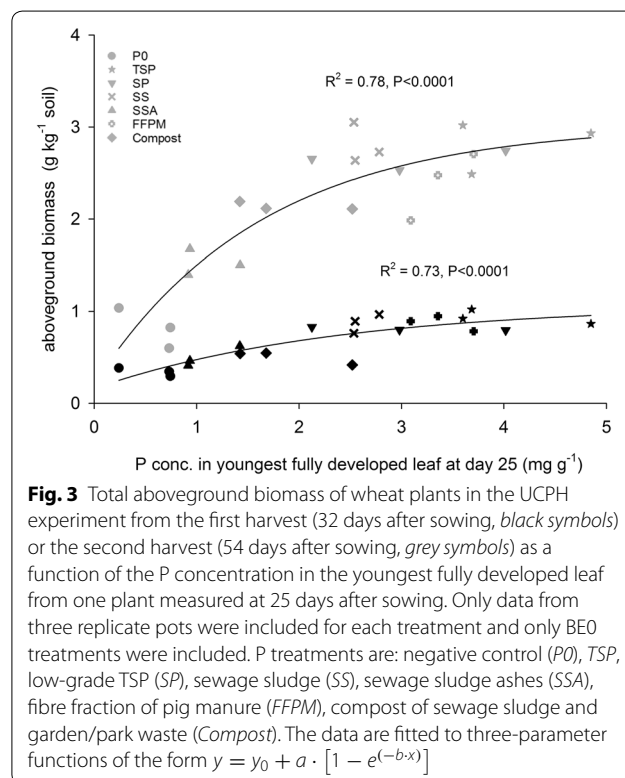 4
3
2
1
0
aboveground biomass (g kg⁻¹ soil)
P0
TSP
SP
SS
SSA
FFPM
Compost
R² = 0.78, P<0.0001
R² = 0.73, P<0.0001
0 1 2 3 4 5
P conc. in youngest fully developed leaf at day 25 (mg g⁻¹)
Fig. 3 Total aboveground biomass of wheat plants in the UCPH
experiment from the first harvest (32 days after sowing, black symbols)
or the second harvest (54 days after sowing, grey symbols) as a
function of the P concentration in the youngest fully developed leaf
from one plant measured at 25 days after sowing. Only data from
three replicate pots were included for each treatment and only BE0
treatments were included. P treatments are: negative control (P0), TSP,
low-grade TSP (SP), sewage sludge (SS), sewage sludge ashes (SSA),
fibre fraction of pig manure (FFPM), compost of sewage sludge and
garden/park waste (Compost). The data are fitted to three-parameter
functions of the form y = y₀ + a · [1 − e^(−b·x)]